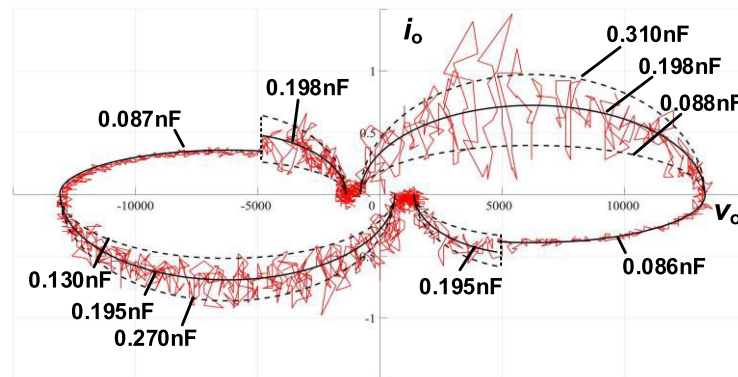 i_o
0.310nF
0.198nF
0.088nF
1
0.198nF
0.087nF
0.5
-10000
-5000
0
5000
10000
v_o
0.130nF
0.195nF
0.270nF
0.195nF
0.086nF
-1